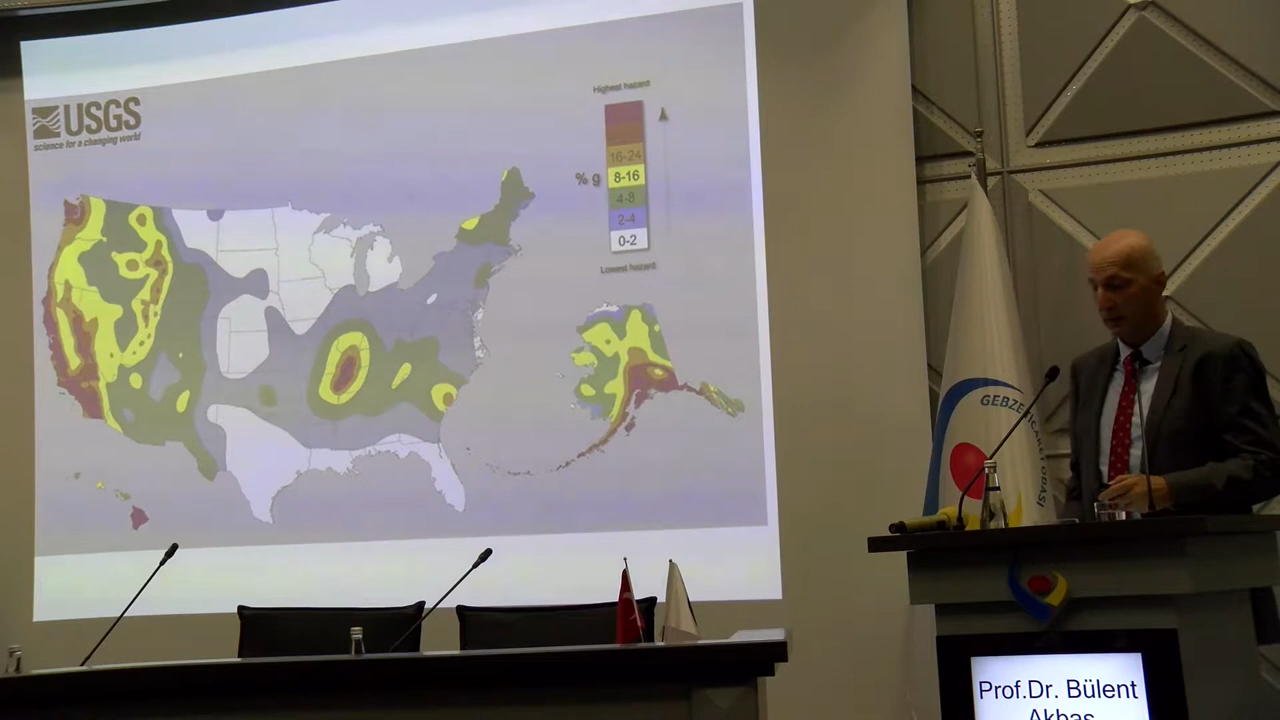 USGS
science for a changing world
Highest hazard
% g
16-24
8-16
4-8
2-4
0-2
Lowest hazard
GEBZE TİCARET ODASI
Prof.Dr. Bülent
Akbaş